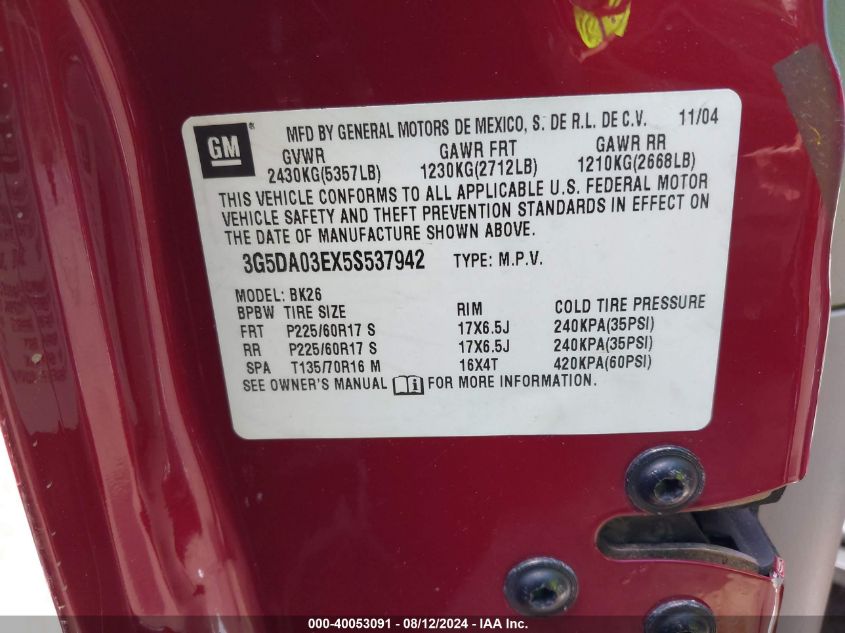 GM ® MFD BY GENERAL MOTORS DE MEXICO, S. DE R.L. DE C.V. 11/04
GVWR GAWR FRT GAWR RR
2430KG(5357LB) 1230KG(2712LB) 1210KG(2668LB)
THIS VEHICLE CONFORMS TO ALL APPLICABLE U.S. FEDERAL MOTOR
VEHICLE SAFETY AND THEFT PREVENTION STANDARDS IN EFFECT ON
THE DATE OF MANUFACTURE SHOWN ABOVE.
3G5DA03EX5S537942 TYPE: M.P.V.
MODEL: BK26
BPBW TIRE SIZE RIM COLD TIRE PRESSURE
FRT P225/60R17 S 17X6.5J 240KPA(35PSI)
RR P225/60R17 S 17X6.5J 240KPA(35PSI)
SPA T135/70R16 M 16X4T 420KPA(60PSI)
SEE OWNER'S MANUAL FOR MORE INFORMATION.
000-40053091 - 08/12/2024 - IAA Inc.